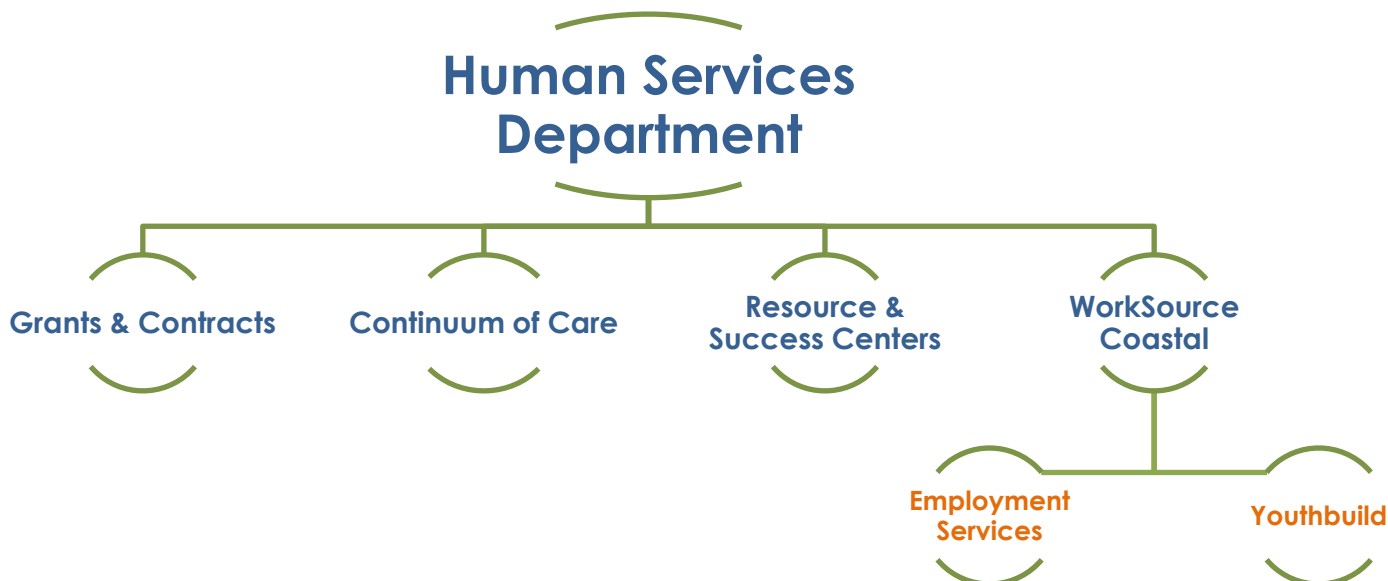 Human Services
Department
Grants & Contracts
Continuum of Care
Resource &
Success Centers
WorkSource
Coastal
Employment
Services
Youthbuild